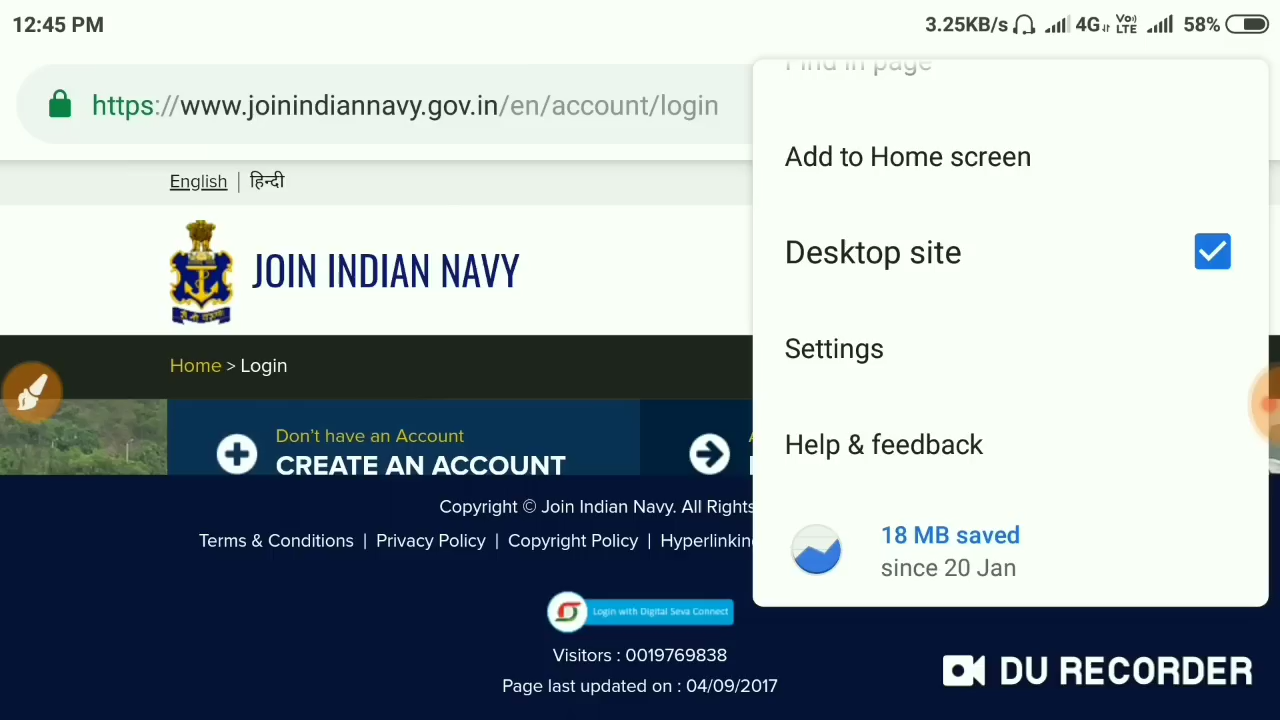 12:45 PM
3.25KB/s 4G VoLTE 58%
https://www.joinindiannavy.gov.in/en/account/login
Find in page
Add to Home screen
Desktop site
Settings
Help & feedback
18 MB saved
since 20 Jan
English | हिन्दी
JOIN INDIAN NAVY
Home > Login
Don't have an Account
CREATE AN ACCOUNT
Copyright © Join Indian Navy. All Rights
Terms & Conditions | Privacy Policy | Copyright Policy | Hyperlinkin
Login with Digital Seva Connect
Visitors : 0019769838
Page last updated on : 04/09/2017
DU RECORDER